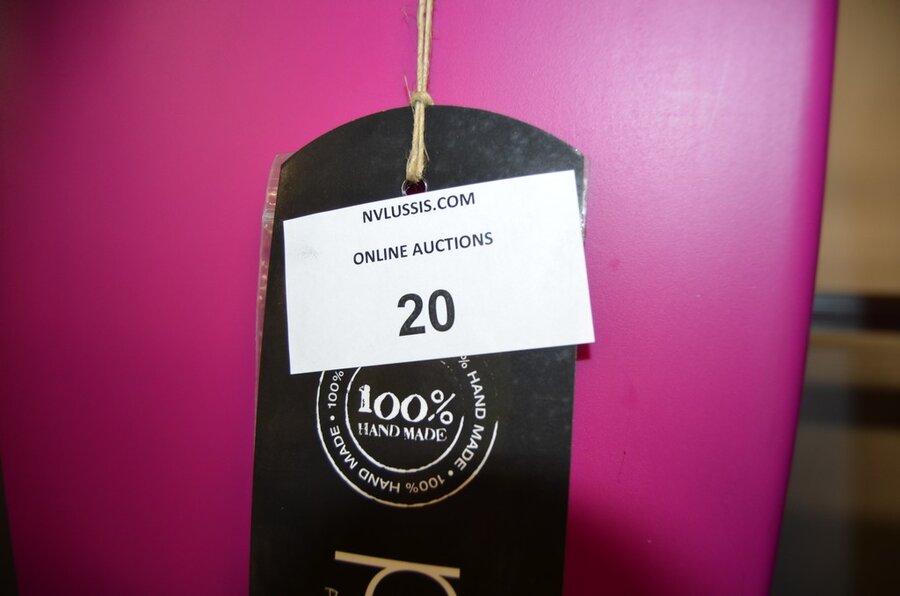 NVLUSSIS.COM
ONLINE AUCTIONS
20
100%
HAND MADE
% HAND MADE • 100% HAND MADE • 100%